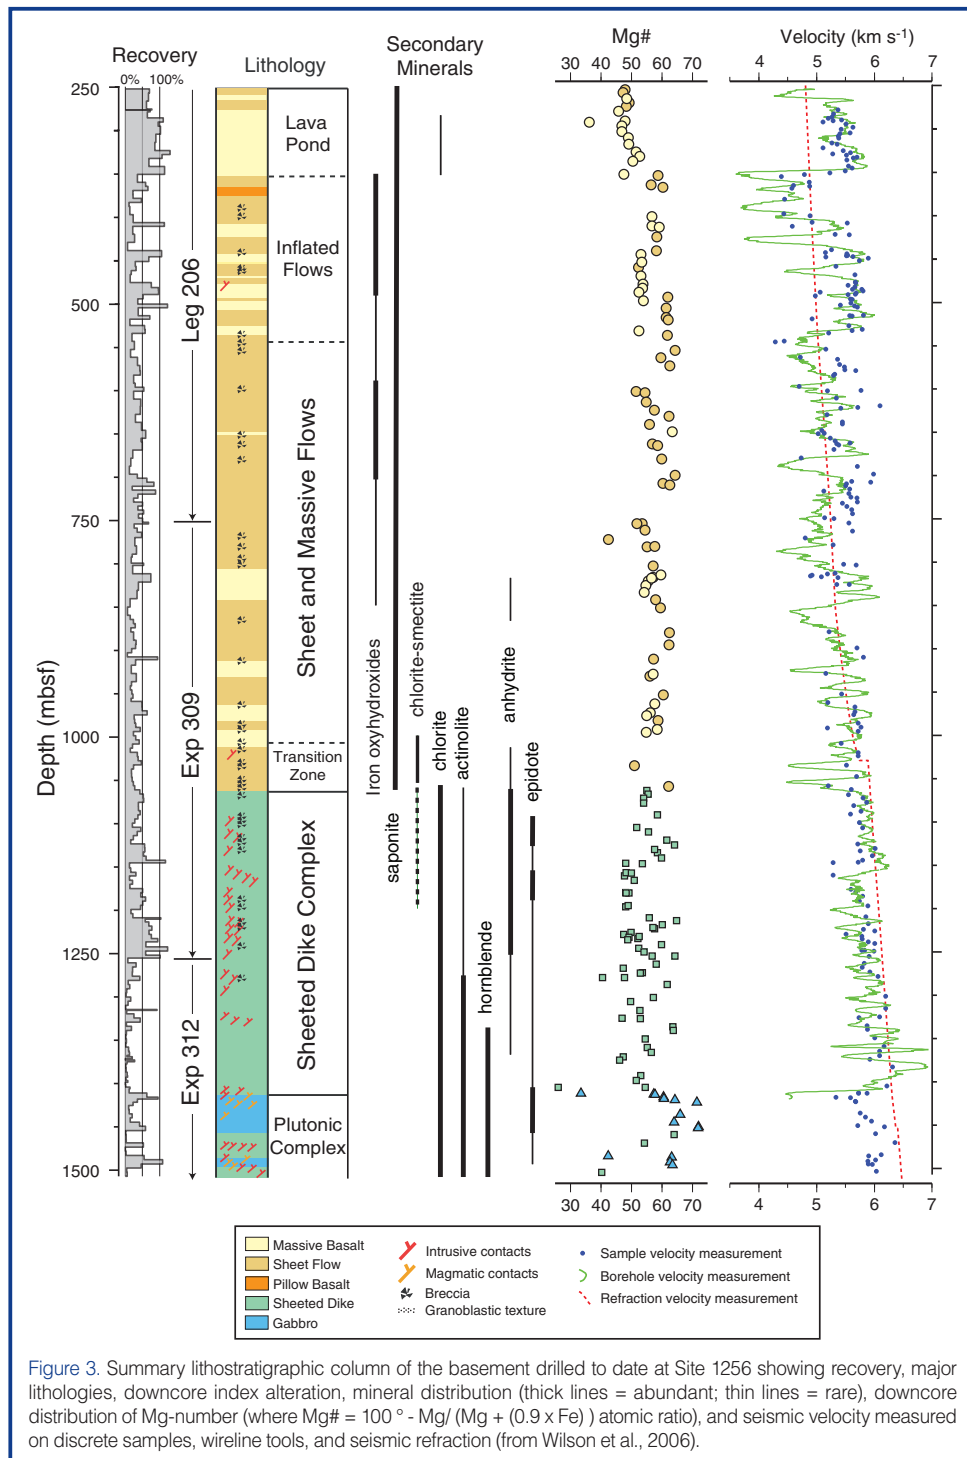 Recovery
0% 100%
Lithology
Secondary
Minerals
Mg#
30 40 50 60 70
Velocity (km s-1)
4 5 6 7
Depth (mbsf)
250
500
750
1000
1250
1500
Leg 206
Exp 309
Exp 312
Lava
Pond
Inflated
Flows
Sheet and Massive Flows
Transition
Zone
Sheeted Dike Complex
Plutonic
Complex
Iron oxyhydroxides
saponite
chlorite-smectite
chlorite
actinolite
hornblende
anhydrite
epidote
30 40 50 60 70
4 5 6 7
Massive Basalt
Sheet Flow
Pillow Basalt
Sheeted Dike
Gabbro
Intrusive contacts
Magmatic contacts
Breccia
Granoblastic texture
Sample velocity measurement
Borehole velocity measurement
Refraction velocity measurement
Figure 3. Summary lithostratigraphic column of the basement drilled to date at Site 1256 showing recovery, major
lithologies, downcore index alteration, mineral distribution (thick lines = abundant; thin lines = rare), downcore
distribution of Mg-number (where Mg# = 100 ° - Mg/ (Mg + (0.9 x Fe) ) atomic ratio), and seismic velocity measured
on discrete samples, wireline tools, and seismic refraction (from Wilson et al., 2006).